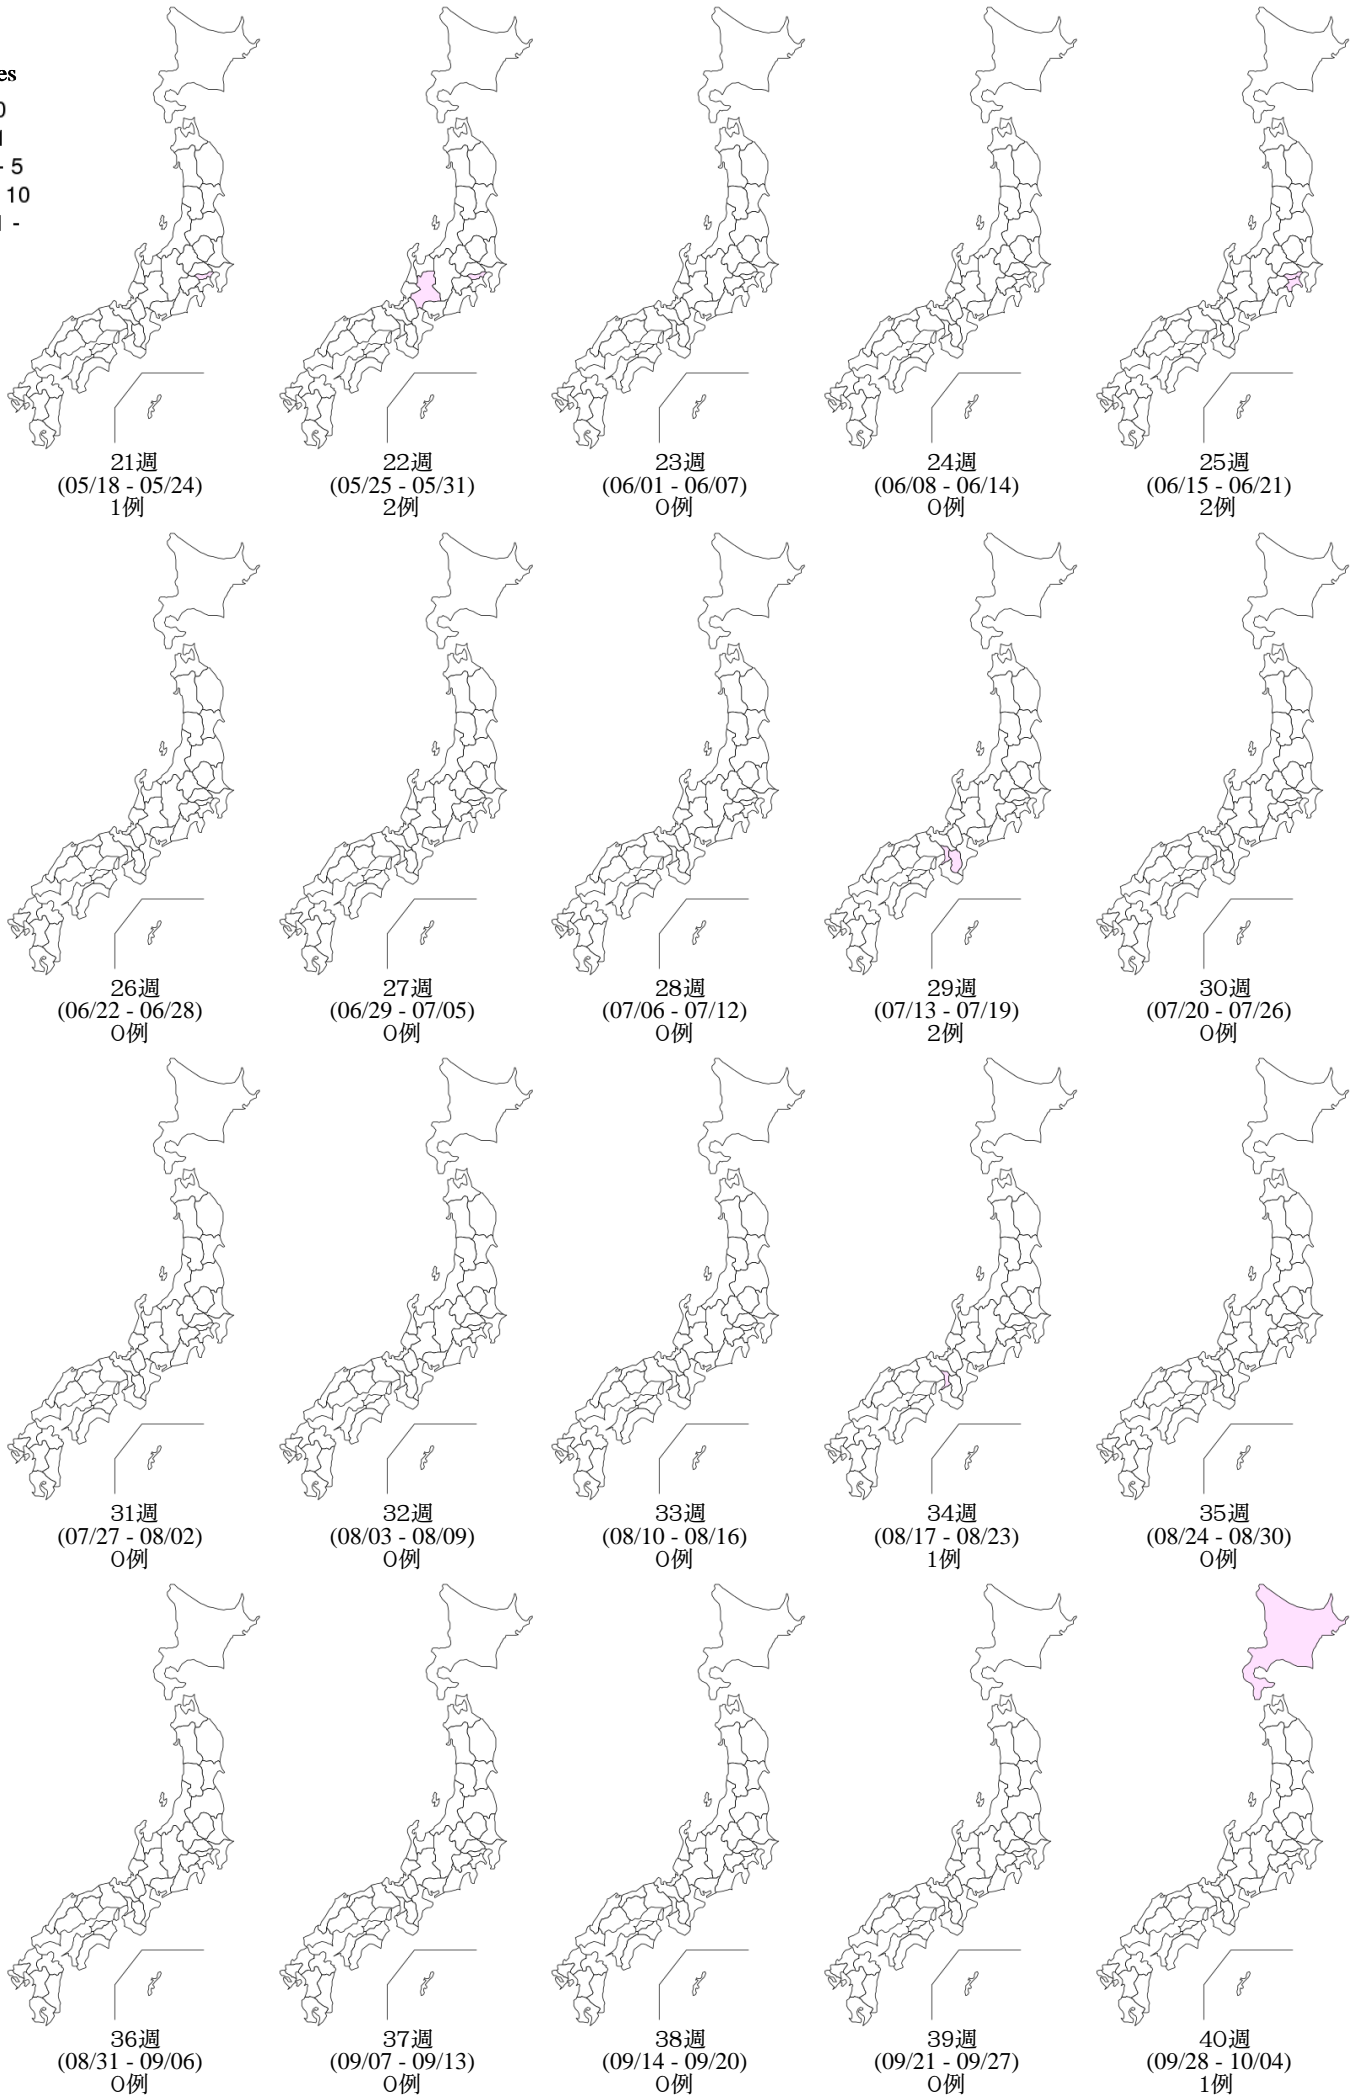 es
0
1
- 5
10
1 -
21週
(05/18 - 05/24)
1例
22週
(05/25 - 05/31)
2例
23週
(06/01 - 06/07)
0例
24週
(06/08 - 06/14)
0例
25週
(06/15 - 06/21)
2例
26週
(06/22 - 06/28)
0例
27週
(06/29 - 07/05)
0例
28週
(07/06 - 07/12)
0例
29週
(07/13 - 07/19)
2例
30週
(07/20 - 07/26)
0例
31週
(07/27 - 08/02)
0例
32週
(08/03 - 08/09)
0例
33週
(08/10 - 08/16)
0例
34週
(08/17 - 08/23)
1例
35週
(08/24 - 08/30)
0例
36週
(08/31 - 09/06)
0例
37週
(09/07 - 09/13)
0例
38週
(09/14 - 09/20)
0例
39週
(09/21 - 09/27)
0例
40週
(09/28 - 10/04)
1例